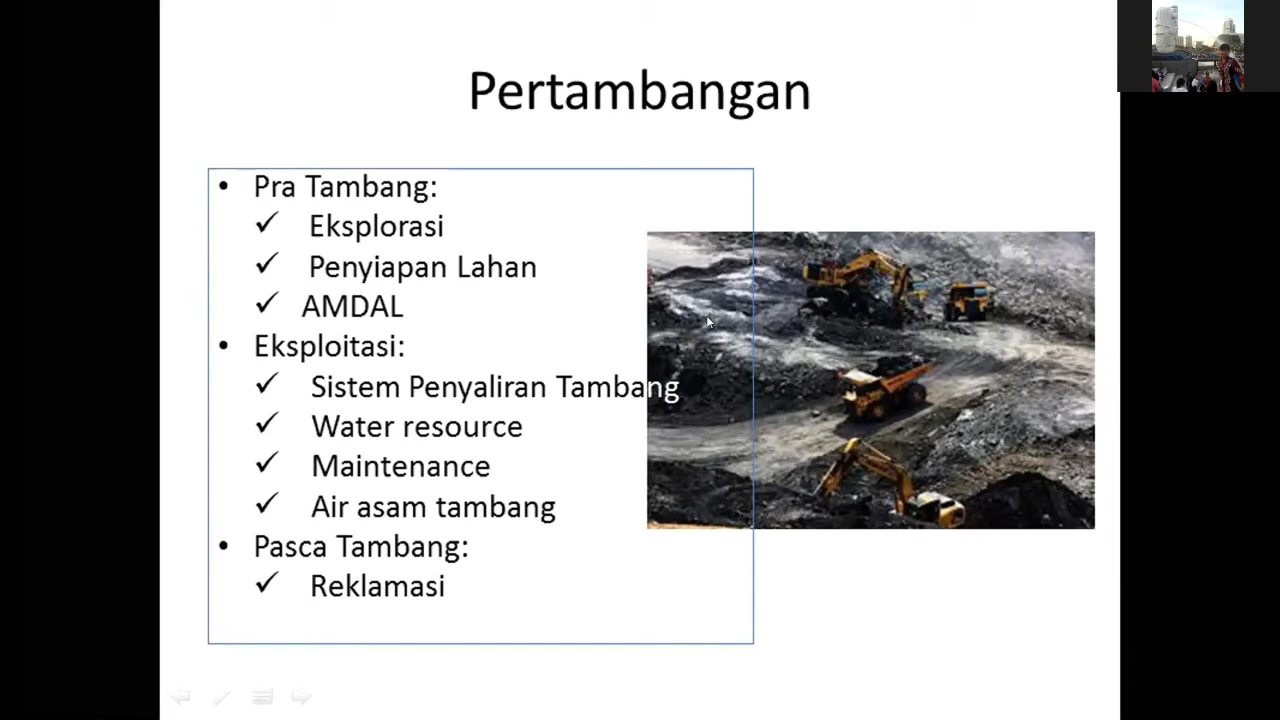 Pertambangan
• Pra Tambang:
✓ Eksplorasi
✓ Penyiapan Lahan
✓ AMDAL
• Eksploitasi:
✓ Sistem Penyaliran Tambang
✓ Water resource
✓ Maintenance
✓ Air asam tambang
• Pasca Tambang:
✓ Reklamasi